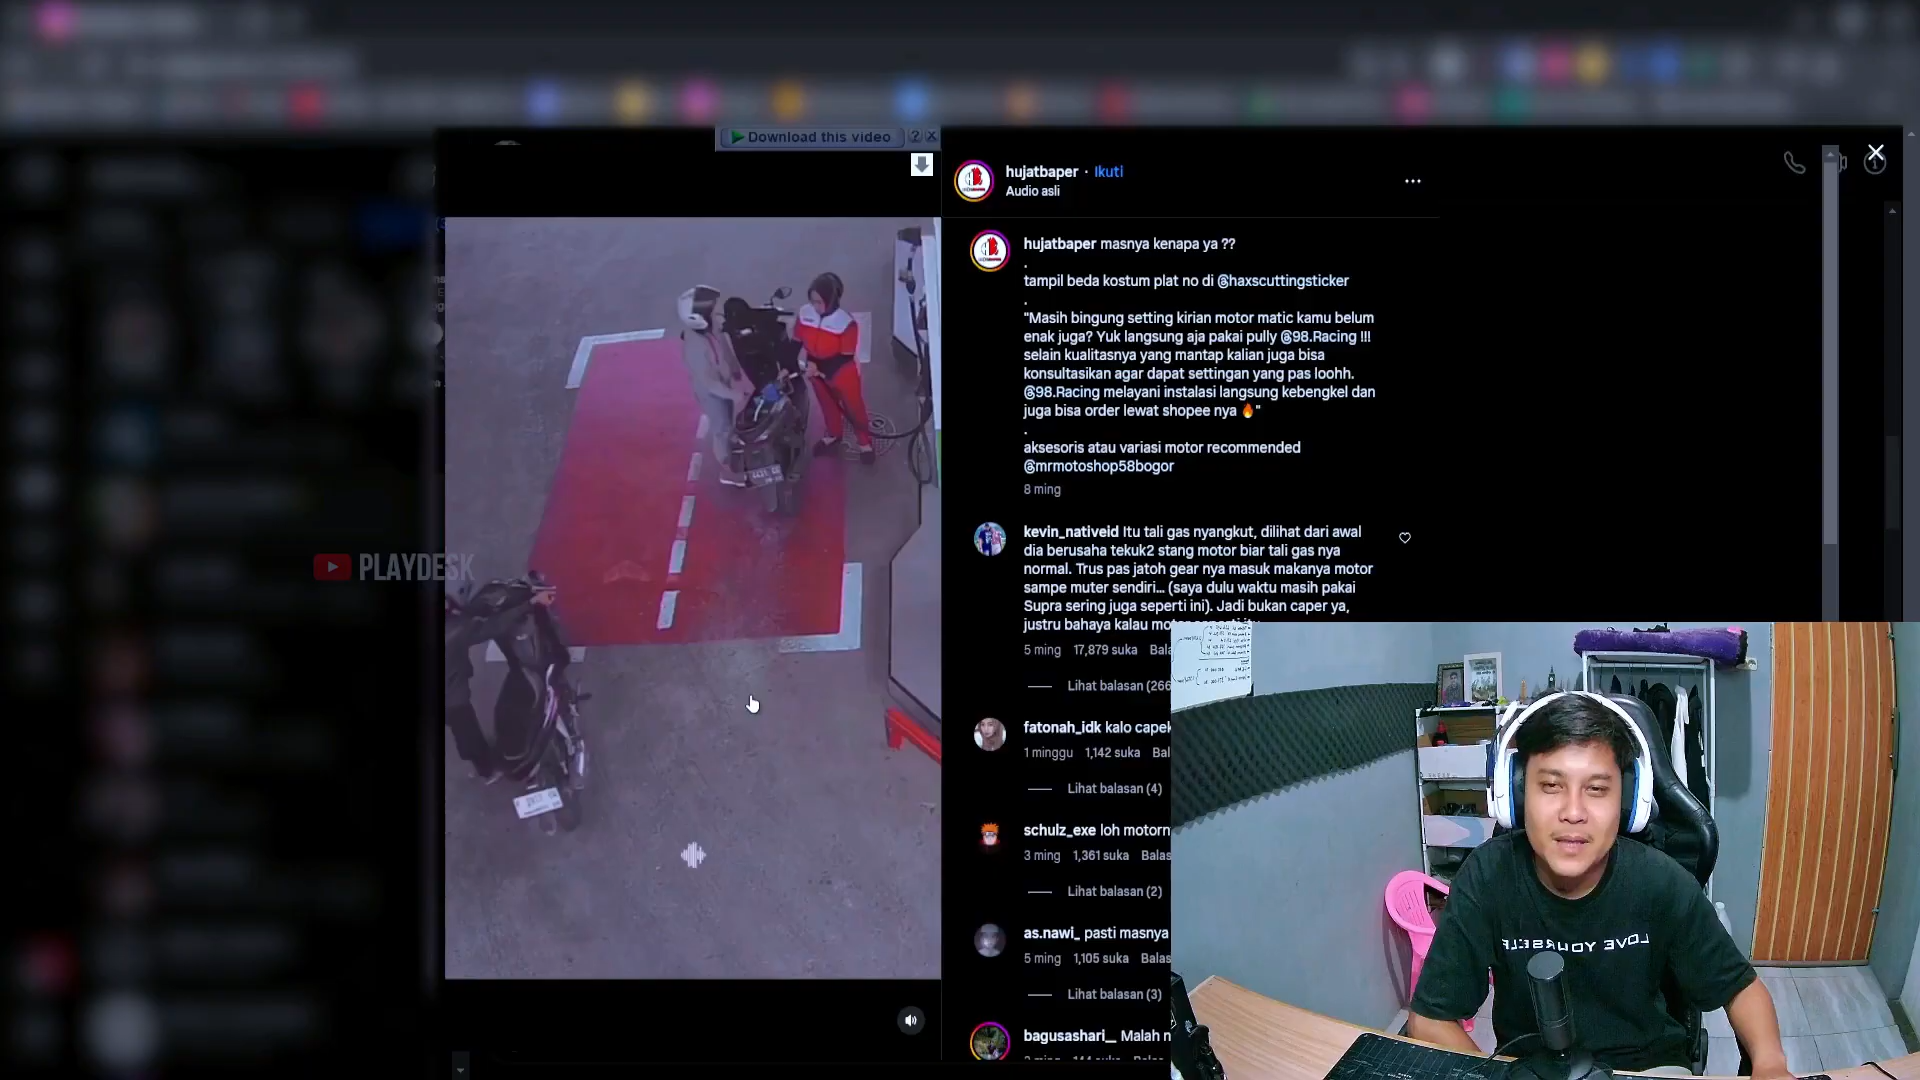 Download this video
hujatbaper · Ikuti
Audio asli
hujatbaper masnya kenapa ya ??
.
tampil beda kostum plat no di @haxscuttingsticker
.
"Masih bingung setting kirian motor matic kamu belum
enak juga? Yuk langsung aja pakai pully @98.Racing !!!
selain kualitasnya yang mantap kalian juga bisa
konsultasikan agar dapat settingan yang pas loohh.
@98.Racing melayani instalasi langsung kebengkel dan
juga bisa order lewat shopee nya 🔥"
.
aksesoris atau variasi motor recommended
@mrmotoshop58bogor
8 ming
kevin_nativeid Itu tali gas nyangkut, dilihat dari awal
dia berusaha tekuk2 stang motor biar tali gas nya
normal. Trus pas jatoh gear nya masuk makanya motor
sampe muter sendiri... (saya dulu waktu masih pakai
Supra sering juga seperti ini). Jadi bukan caper ya,
justru bahaya kalau
5 ming 17,879 suka Bala
Lihat balasan (266
fatonah_idk kalo capek
1 minggu 1,142 suka Bal
Lihat balasan (4)
schulz_exe loh motorn
3 ming 1,361 suka Balas
Lihat balasan (2)
as.nawi_ pasti masnya
5 ming 1,105 suka Balas
Lihat balasan (3)
bagusashari__ Malah n
PLAYDESK
LOVE YOURSELF